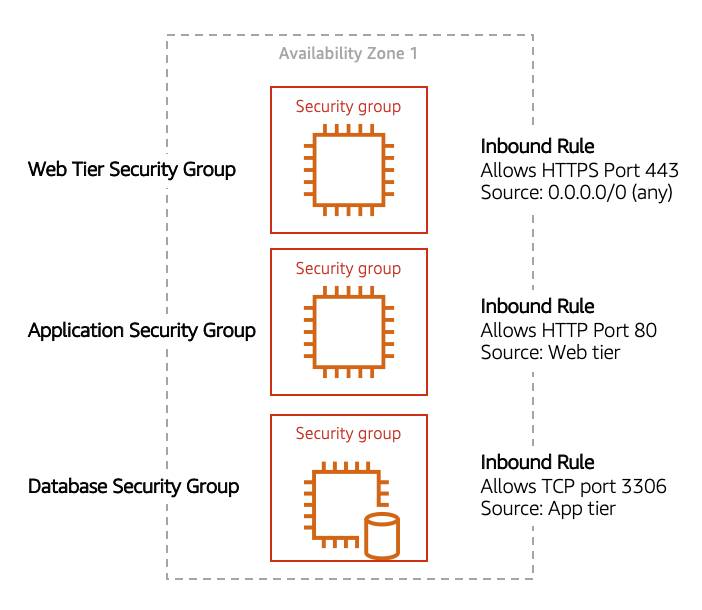 Availability Zone 1
Security group
Web Tier Security Group
Inbound Rule
Allows HTTPS Port 443
Source: 0.0.0.0/0 (any)
Security group
Application Security Group
Inbound Rule
Allows HTTP Port 80
Source: Web tier
Security group
Database Security Group
Inbound Rule
Allows TCP port 3306
Source: App tier